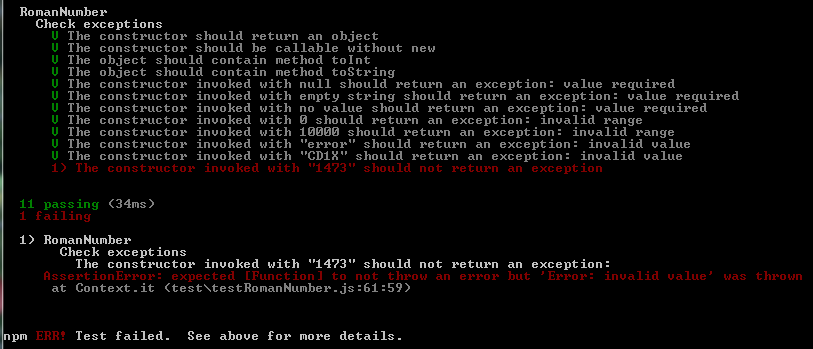 RomanNumber
Check exceptions
V The constructor should return an object
V The constructor should be callable without new
V The object should contain method toInt
V The object should contain method toString
V The constructor invoked with null should return an exception: value required
V The constructor invoked with empty string should return an exception: value required
V The constructor invoked with no value should return an exception: value required
V The constructor invoked with 0 should return an exception: invalid range
V The constructor invoked with 10000 should return an exception: invalid range
V The constructor invoked with "error" should return an exception: invalid value
V The constructor invoked with "CD1X" should return an exception: invalid value
1) The constructor invoked with "1473" should not return an exception
11 passing (34ms)
1 failing
1) RomanNumber
Check exceptions
The constructor invoked with "1473" should not return an exception:
AssertionError: expected [Function] to not throw an error but 'Error: invalid value' was thrown
at Context.it (test\testRomanNumber.js:61:59)
npm ERR! Test failed.  See above for more details.